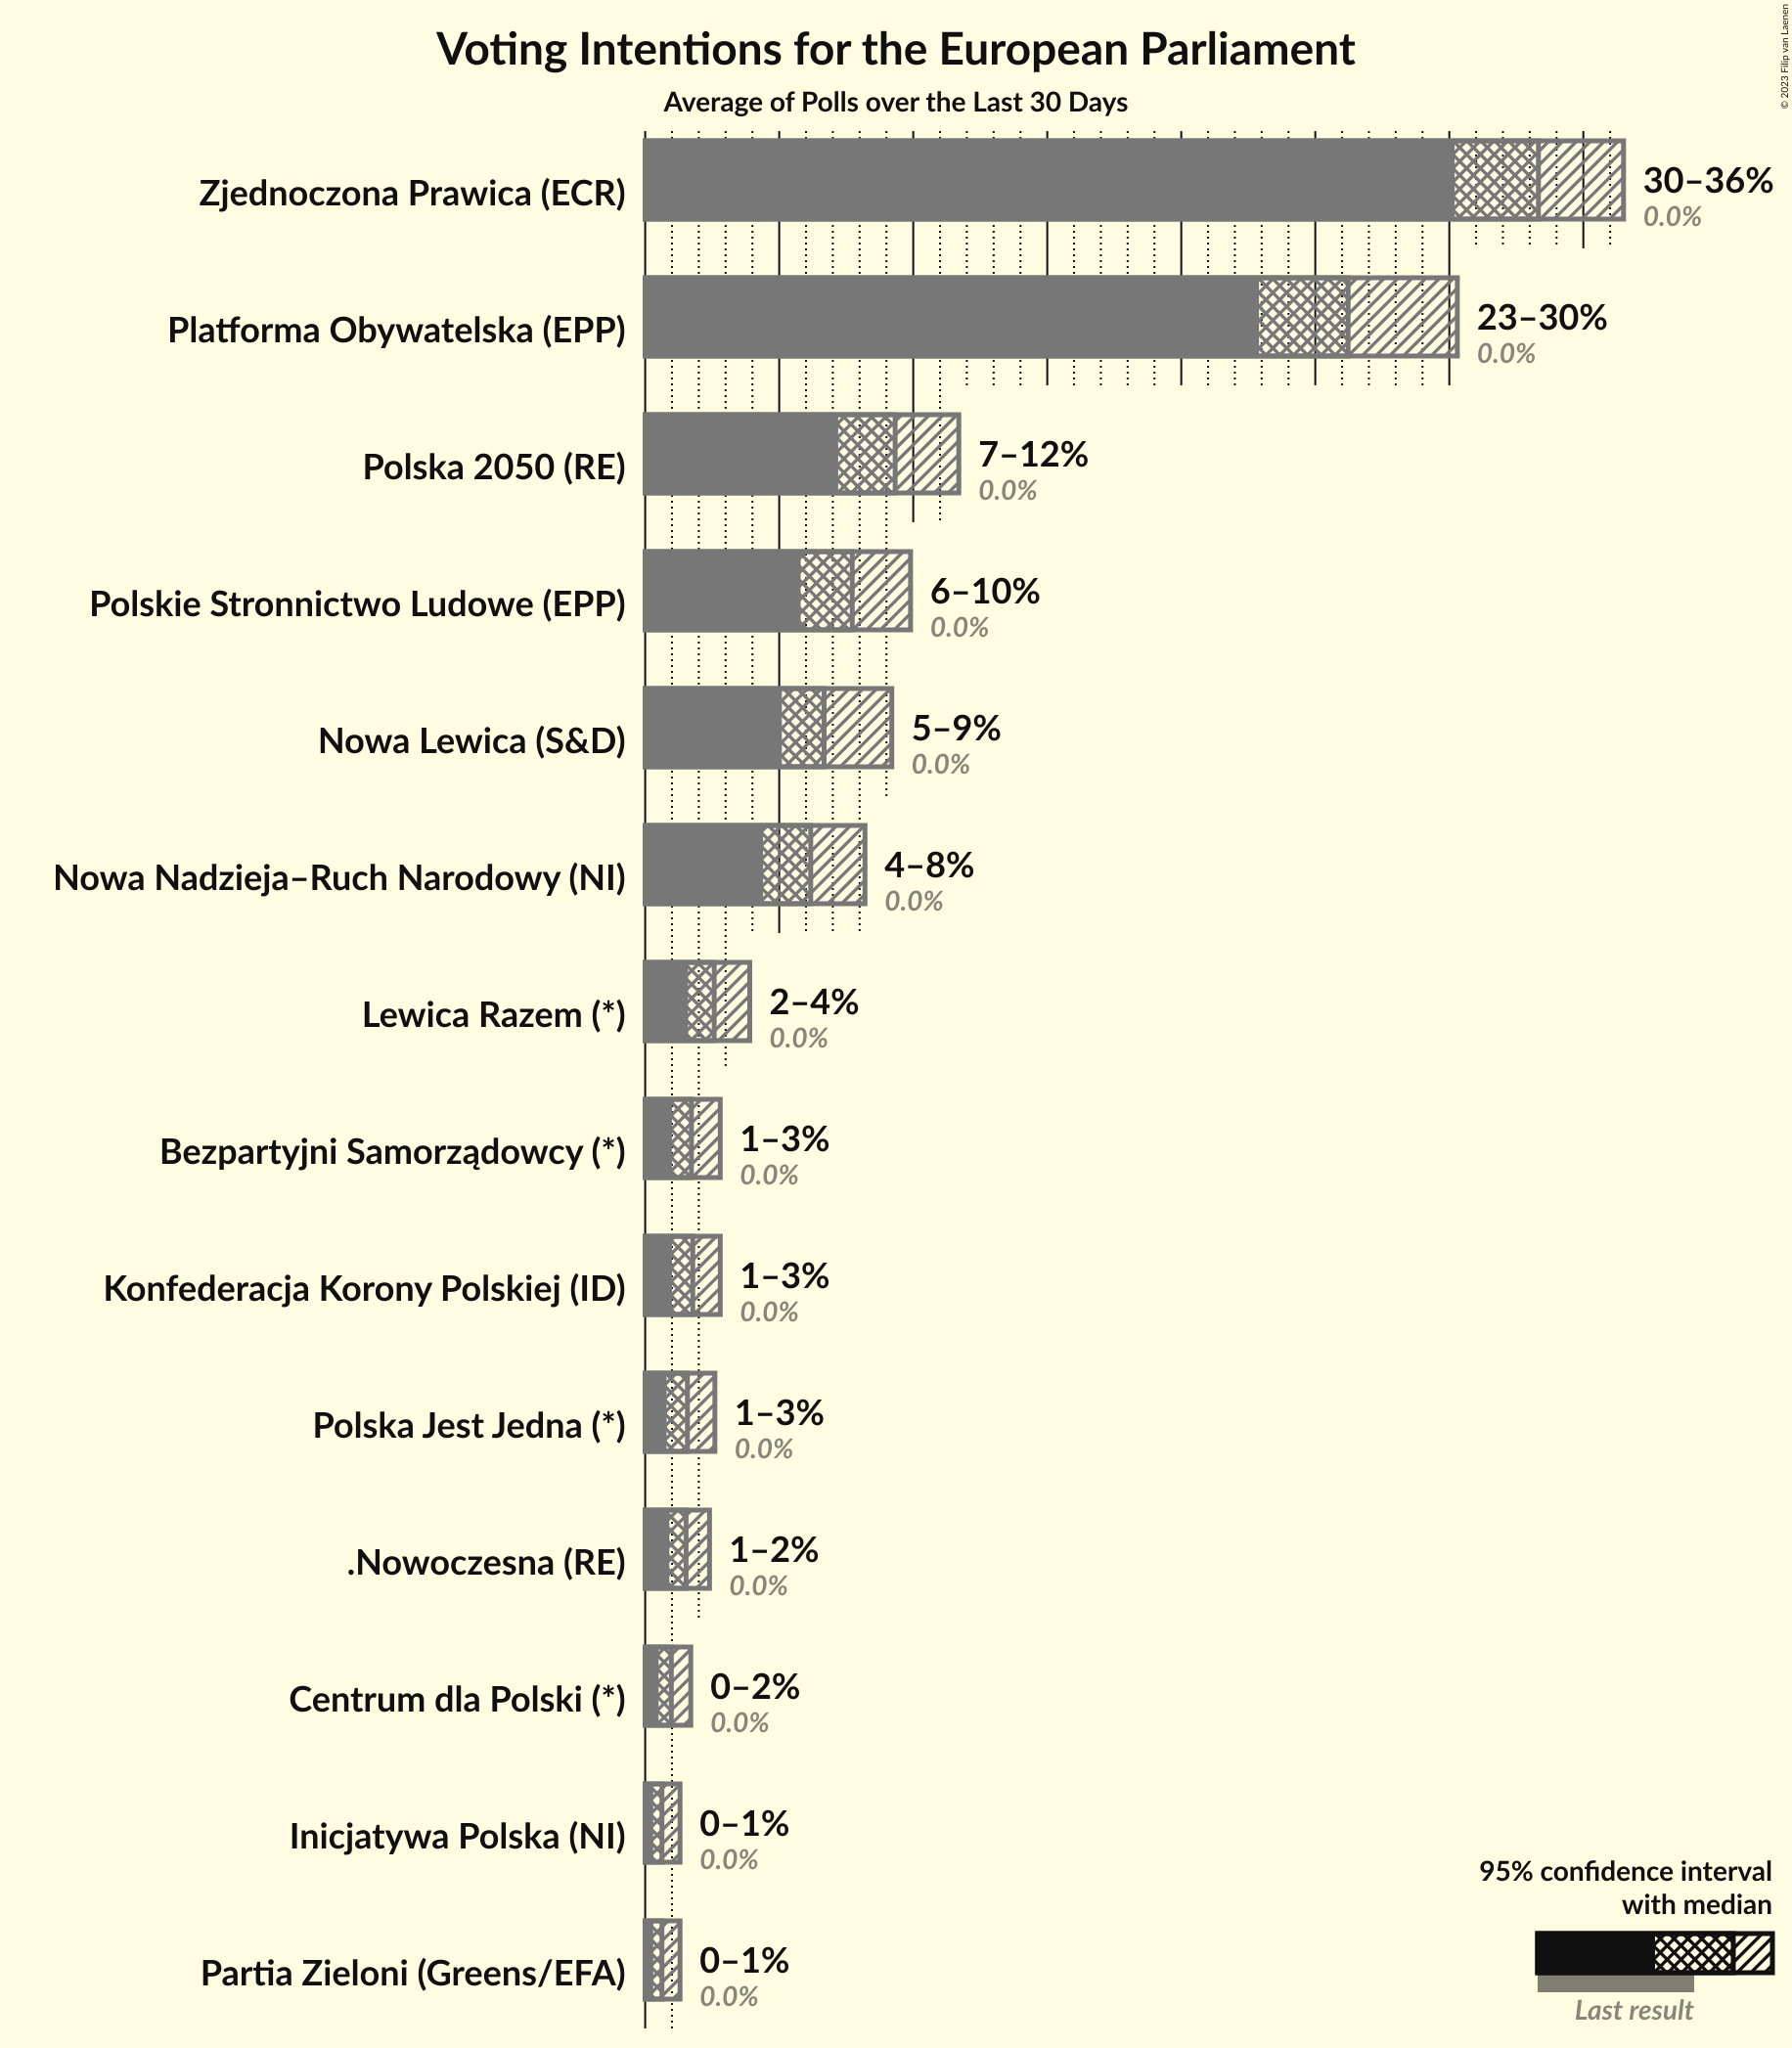 © 2023 Filip van Laenen
Voting Intentions for the European Parliament
Average of Polls over the Last 30 Days
Zjednoczona Prawica (ECR)
30–36%
0.0%
Platforma Obywatelska (EPP)
23–30%
0.0%
Polska 2050 (RE)
7–12%
0.0%
Polskie Stronnictwo Ludowe (EPP)
6–10%
0.0%
Nowa Lewica (S&D)
5–9%
0.0%
Nowa Nadzieja–Ruch Narodowy (NI)
4–8%
0.0%
Lewica Razem (*)
2–4%
0.0%
Bezpartyjni Samorządowcy (*)
1–3%
0.0%
Konfederacja Korony Polskiej (ID)
1–3%
0.0%
Polska Jest Jedna (*)
1–3%
0.0%
.Nowoczesna (RE)
1–2%
0.0%
Centrum dla Polski (*)
0–2%
0.0%
Inicjatywa Polska (NI)
0–1%
0.0%
Partia Zieloni (Greens/EFA)
0–1%
0.0%
95% confidence interval
with median
Last result